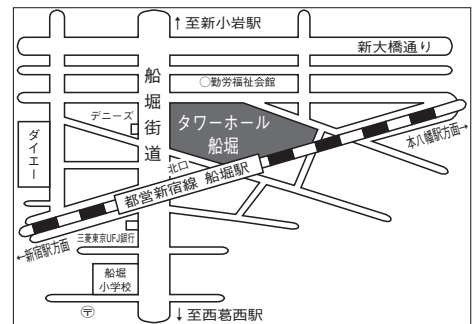 ↑至新小岩駅
新大橋通り
船堀街道
○勤労福祉会館
デニーズ
タワーホール
船堀
ダイエー
本八幡駅方面→
北口
都営新宿線 船堀駅
←新宿駅方面
三菱東京UFJ銀行
船堀
小学校
〶
↓至西葛西駅